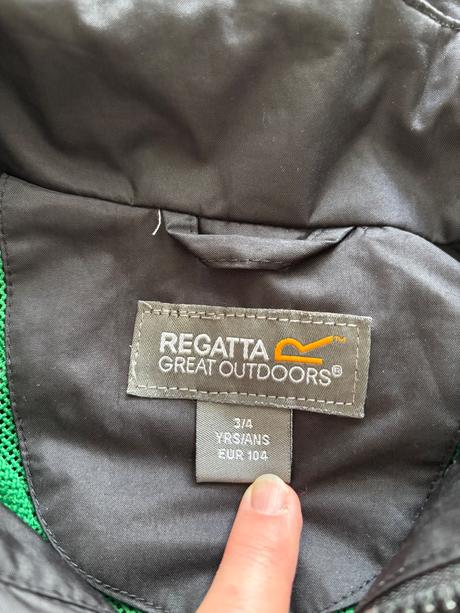 REGATTA
GREAT OUTDOORS®
3/4
YRS/ANS
EUR 104